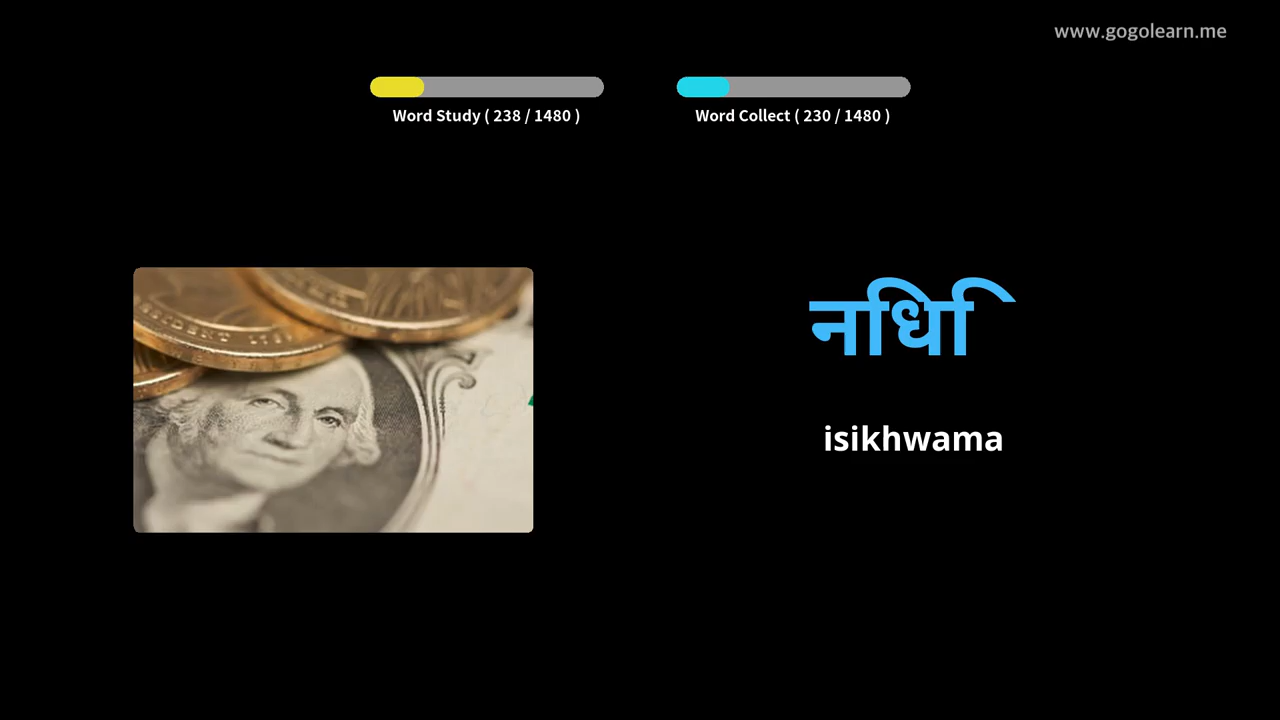 www.gogolearn.me
Word Study ( 238 / 1480 )
Word Collect ( 230 / 1480 )
निधि
isikhwama